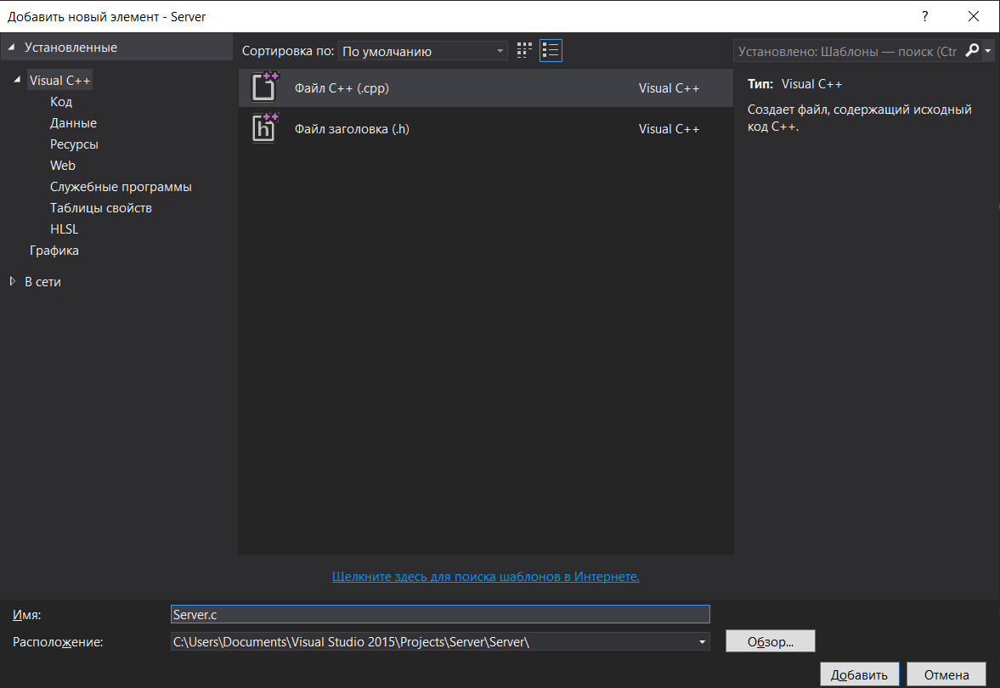 Добавить новый элемент - Server
?
Установленные
Сортировка по:
По умолчанию
Установлено: Шаблоны — поиск (Ctr
Visual C++
Код
Данные
Ресурсы
Web
Служебные программы
Таблицы свойств
HLSL
Графика
В сети
Файл C++ (.cpp)
Visual C++
Файл заголовка (.h)
Visual C++
Тип: Visual C++
Создает файл, содержащий исходный
код C++.
Щелкните здесь для поиска шаблонов в Интернете.
Имя:
Server.c
Расположение:
C:\Users\Documents\Visual Studio 2015\Projects\Server\Server\
Обзор...
Добавить
Отмена